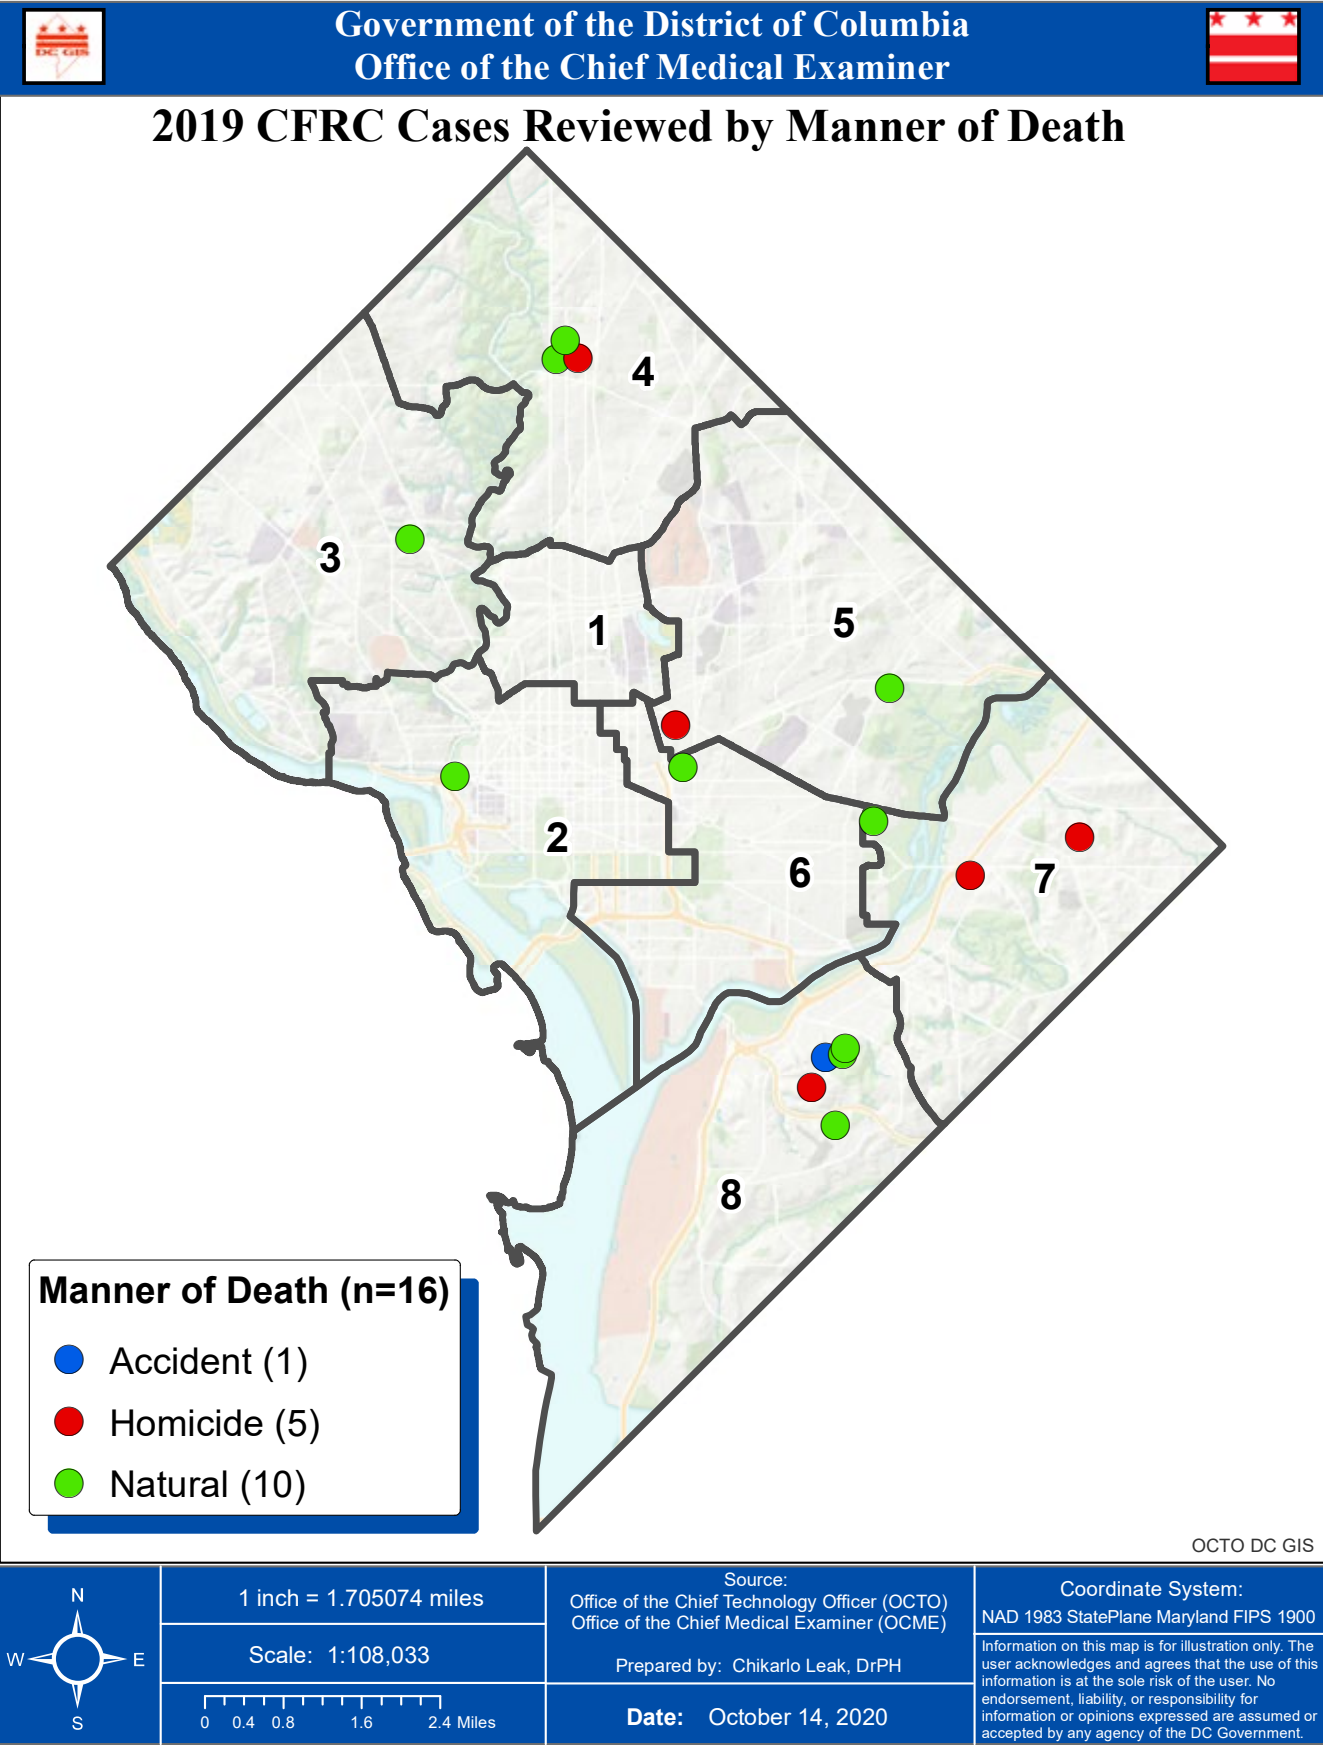 Government of the District of Columbia
Office of the Chief Medical Examiner
DC GIS
2019 CFRC Cases Reviewed by Manner of Death
4
3
1
5
2
6
7
8
Manner of Death (n=16)
Accident (1)
Homicide (5)
Natural (10)
OCTO DC GIS
N
W E
S
1 inch = 1.705074 miles
Scale: 1:108,033
0 0.4 0.8 1.6 2.4 Miles
Source:
Office of the Chief Technology Officer (OCTO)
Office of the Chief Medical Examiner (OCME)
Prepared by: Chikarlo Leak, DrPH
Date: October 14, 2020
Coordinate System:
NAD 1983 StatePlane Maryland FIPS 1900
Information on this map is for illustration only. The
user acknowledges and agrees that the use of this
information is at the sole risk of the user. No
endorsement, liability, or responsibility for
information or opinions expressed are assumed or
accepted by any agency of the DC Government.